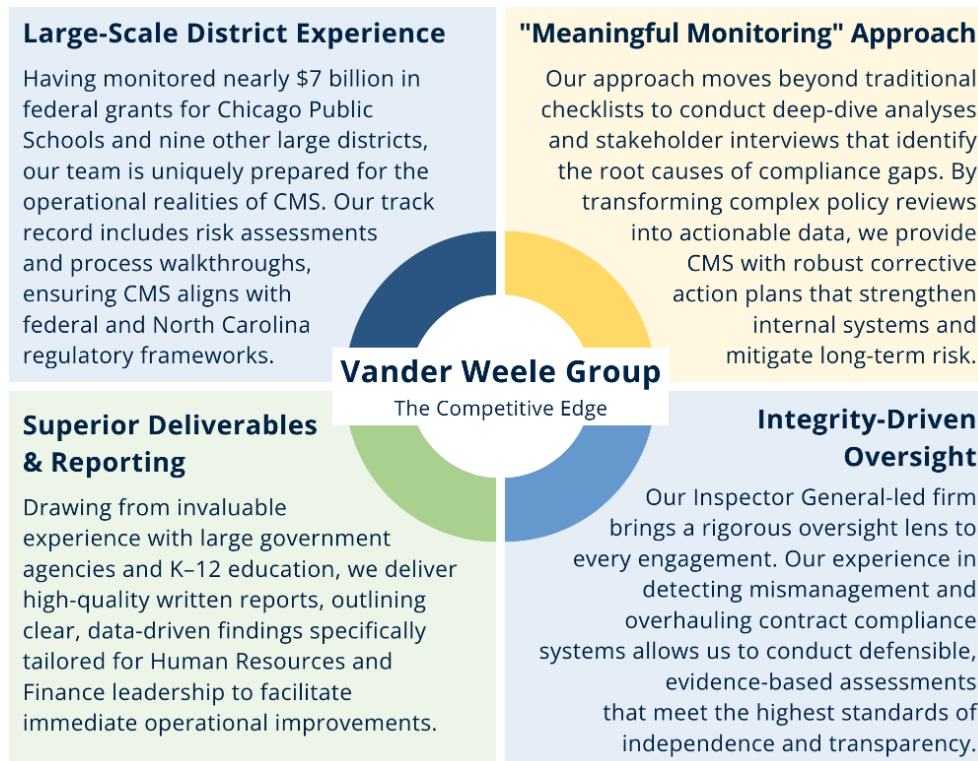 Large-Scale District Experience
Having monitored nearly $7 billion in
federal grants for Chicago Public
Schools and nine other large districts,
our team is uniquely prepared for the
operational realities of CMS. Our track
record includes risk assessments
and process walkthroughs,
ensuring CMS aligns with
federal and North Carolina
regulatory frameworks.
"Meaningful Monitoring" Approach
Our approach moves beyond traditional
checklists to conduct deep-dive analyses
and stakeholder interviews that identify
the root causes of compliance gaps. By
transforming complex policy reviews
into actionable data, we provide
CMS with robust corrective
action plans that strengthen
internal systems and
mitigate long-term risk.
Vander Weele Group
The Competitive Edge
Superior Deliverables
& Reporting
Drawing from invaluable
experience with large government
agencies and K–12 education, we deliver
high-quality written reports, outlining
clear, data-driven findings specifically
tailored for Human Resources and
Finance leadership to facilitate
immediate operational improvements.
Integrity-Driven
Oversight
Our Inspector General-led firm
brings a rigorous oversight lens to
every engagement. Our experience in
detecting mismanagement and
overhauling contract compliance
systems allows us to conduct defensible,
evidence-based assessments
that meet the highest standards of
independence and transparency.